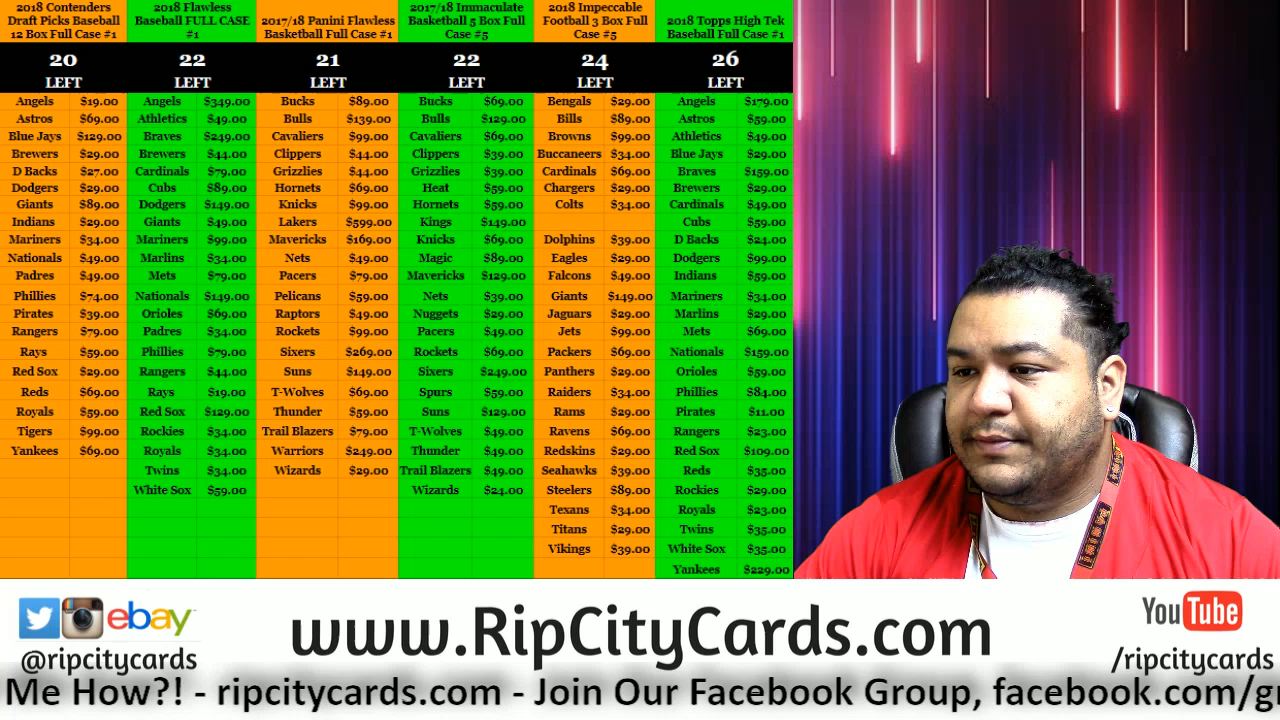 2018 Contenders
Draft Picks Baseball
12 Box Full Case #1
20
LEFT
Angels $19.00
Astros $69.00
Blue Jays $129.00
Brewers $29.00
D Backs $27.00
Dodgers $29.00
Giants $89.00
Indians $29.00
Mariners $34.00
Nationals $49.00
Padres $49.00
Phillies $74.00
Pirates $39.00
Rangers $79.00
Rays $59.00
Red Sox $29.00
Reds $69.00
Royals $59.00
Tigers $99.00
Yankees $69.00
2018 Flawless
Baseball FULL CASE
#1
22
LEFT
Angels $349.00
Athletics $49.00
Braves $249.00
Brewers $44.00
Cardinals $79.00
Cubs $89.00
Dodgers $149.00
Giants $49.00
Mariners $99.00
Marlins $34.00
Mets $79.00
Nationals $149.00
Orioles $69.00
Padres $34.00
Phillies $79.00
Rangers $44.00
Rays $19.00
Red Sox $129.00
Rockies $34.00
Royals $34.00
Twins $34.00
White Sox $59.00
2017/18 Panini Flawless
Basketball Full Case #1
21
LEFT
Bucks $89.00
Bulls $139.00
Cavaliers $99.00
Clippers $44.00
Grizzlies $44.00
Hornets $69.00
Knicks $99.00
Lakers $599.00
Mavericks $169.00
Nets $49.00
Pacers $79.00
Pelicans $59.00
Raptors $49.00
Rockets $99.00
Sixers $269.00
Suns $149.00
T-Wolves $69.00
Thunder $59.00
Trail Blazers $79.00
Warriors $249.00
Wizards $29.00
2017/18 Immaculate
Basketball 5 Box Full
Case #5
22
LEFT
Bucks $69.00
Bulls $129.00
Cavaliers $69.00
Clippers $39.00
Grizzlies $39.00
Heat $59.00
Hornets $59.00
Kings $149.00
Knicks $69.00
Magic $89.00
Mavericks $129.00
Nets $39.00
Nuggets $29.00
Pacers $49.00
Rockets $69.00
Sixers $249.00
Spurs $59.00
Suns $129.00
T-Wolves $49.00
Thunder $49.00
Trail Blazers $49.00
Wizards $24.00
2018 Impeccable
Football 3 Box Full
Case #5
24
LEFT
Bengals $29.00
Bills $89.00
Browns $99.00
Buccaneers $34.00
Cardinals $69.00
Chargers $29.00
Colts $34.00
Dolphins $39.00
Eagles $29.00
Falcons $49.00
Giants $149.00
Jaguars $29.00
Jets $99.00
Packers $69.00
Panthers $29.00
Raiders $34.00
Rams $29.00
Ravens $69.00
Redskins $29.00
Seahawks $39.00
Steelers $89.00
Texans $34.00
Titans $29.00
Vikings $39.00
2018 Topps High Tek
Baseball Full Case #1
26
LEFT
Angels $179.00
Astros $59.00
Athletics $49.00
Blue Jays $29.00
Braves $159.00
Brewers $29.00
Cardinals $49.00
Cubs $59.00
D Backs $24.00
Dodgers $99.00
Indians $59.00
Mariners $34.00
Marlins $29.00
Mets $69.00
Nationals $159.00
Orioles $59.00
Phillies $84.00
Pirates $11.00
Rangers $23.00
Red Sox $109.00
Reds $35.00
Rockies $29.00
Royals $23.00
Twins $35.00
White Sox $35.00
Yankees $229.00
ebay
@ripcitycards
www.RipCityCards.com
YouTube
/ripcitycards
Me How?! - ripcitycards.com - Join Our Facebook Group, facebook.com/gr